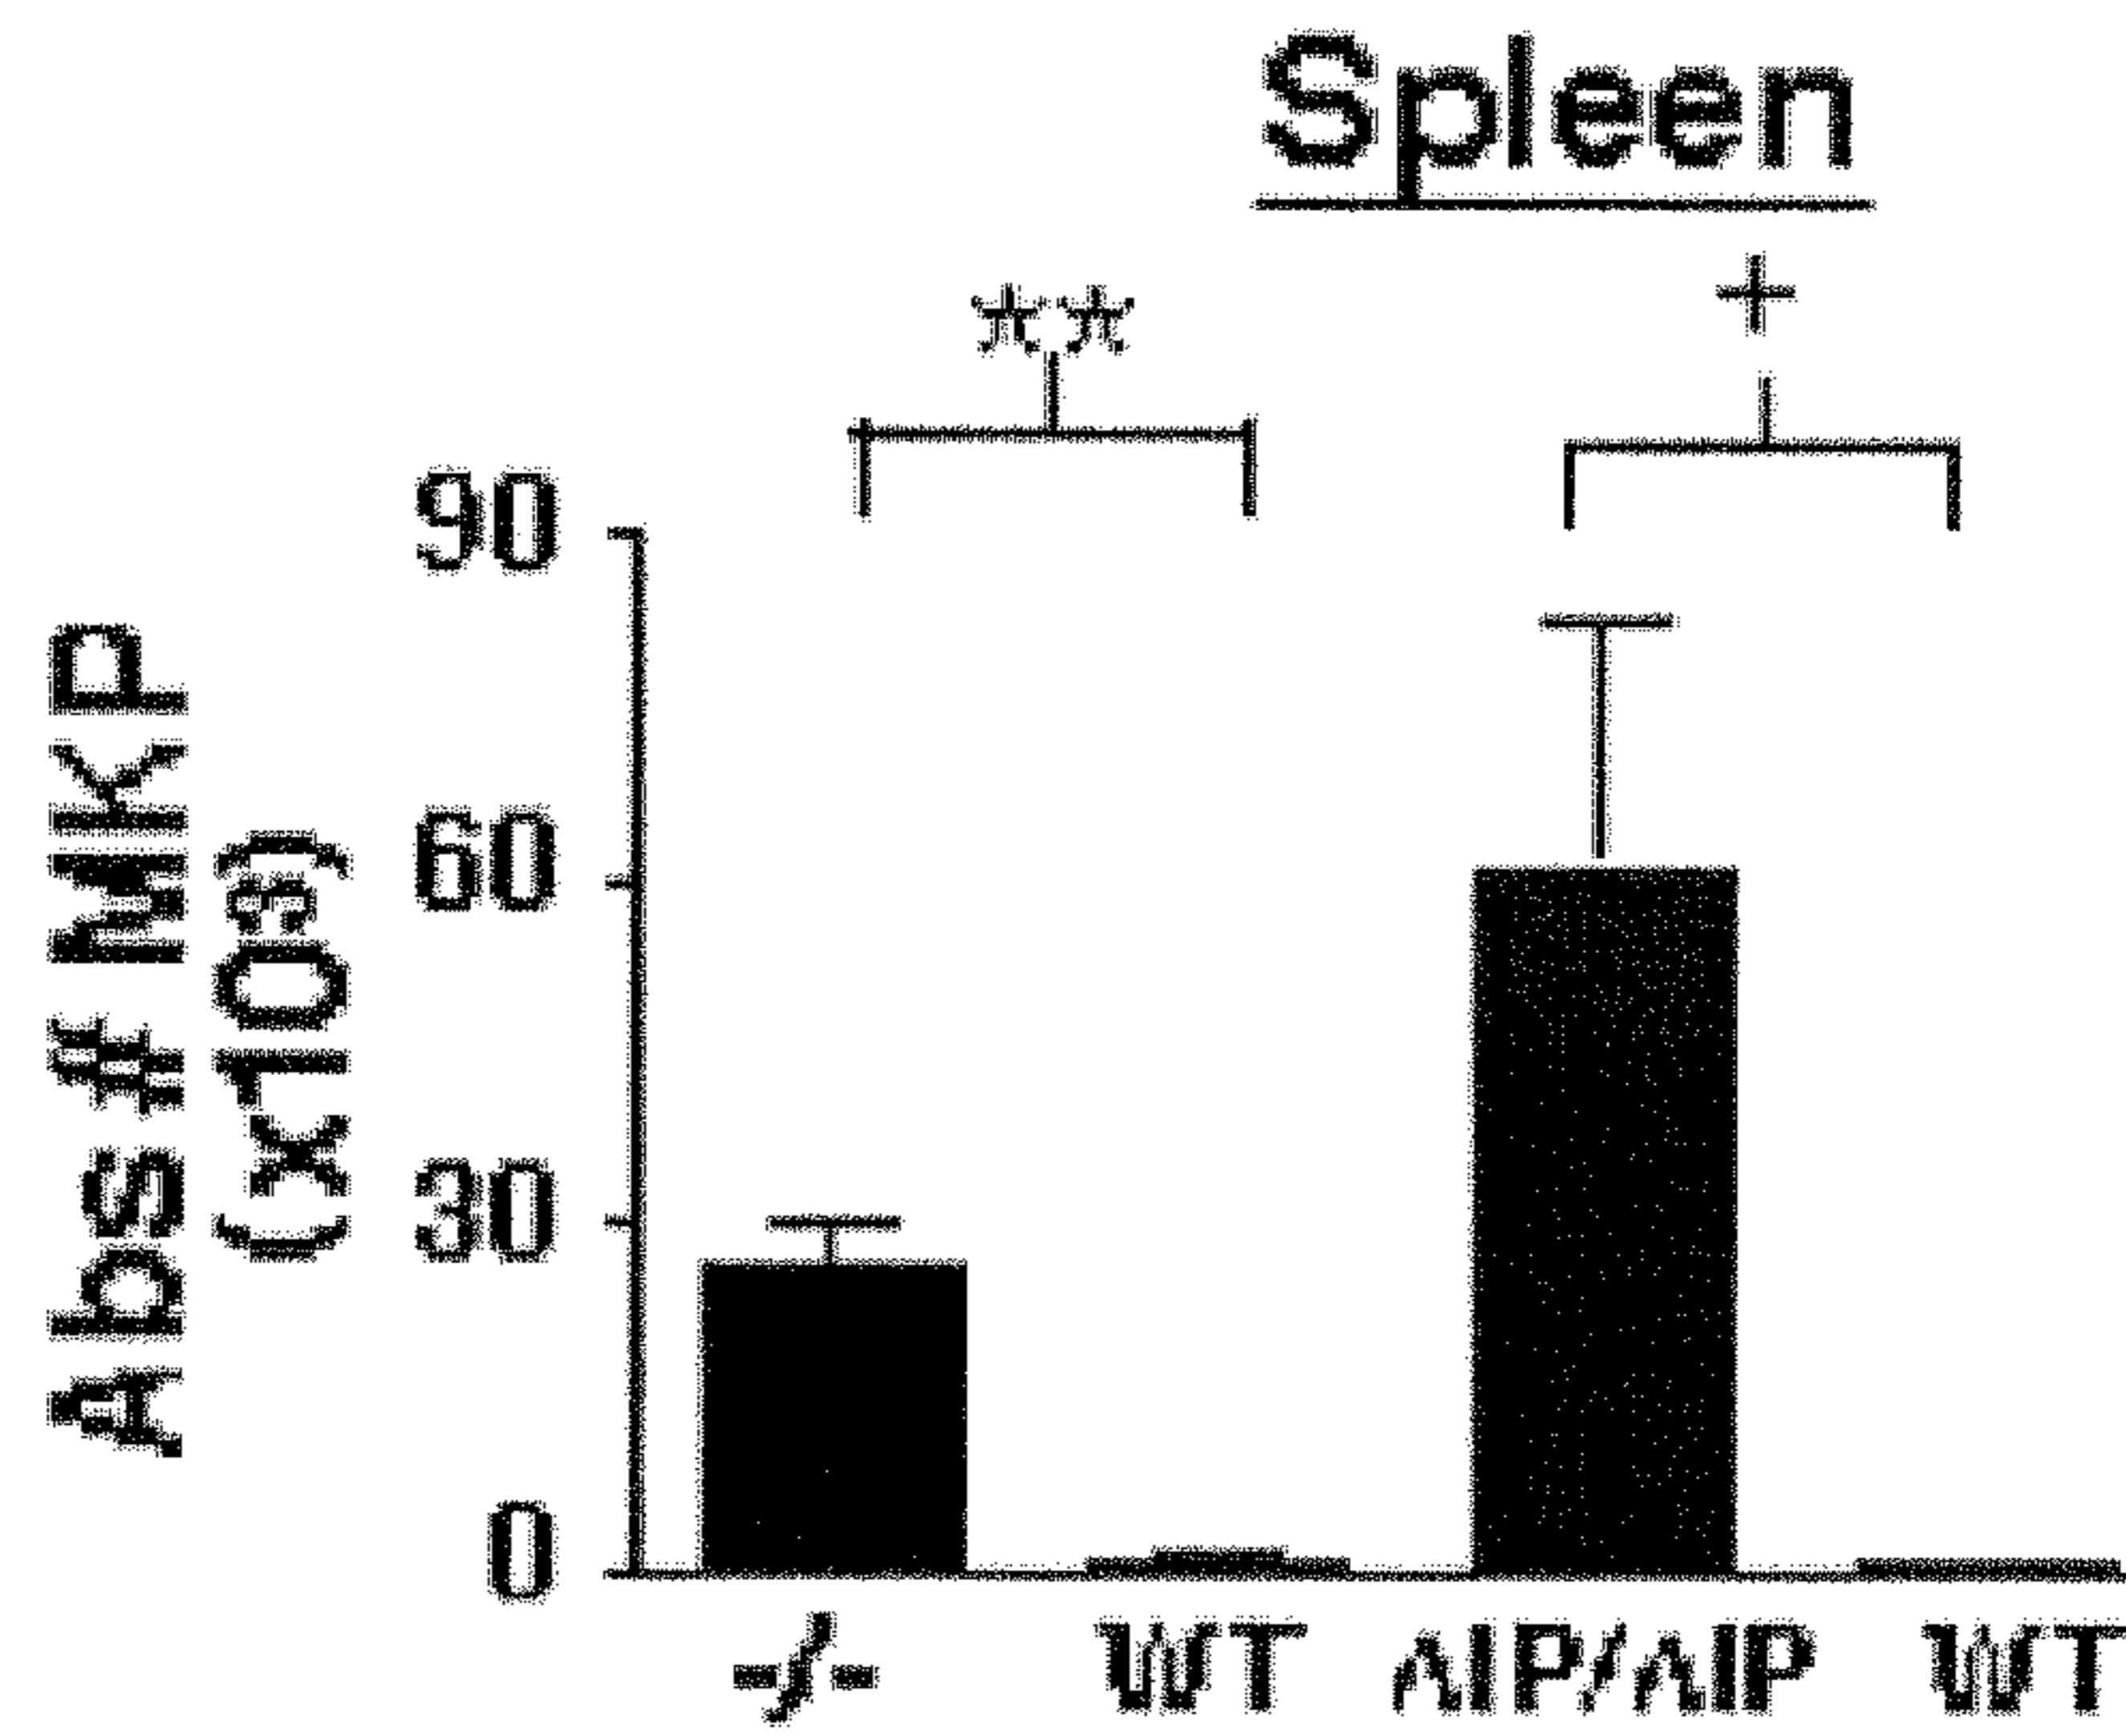 Spleen
**
+
Abs# MKP
(x10³)
90
60
30
0
-/- WT ΔIP/ΔIP WT